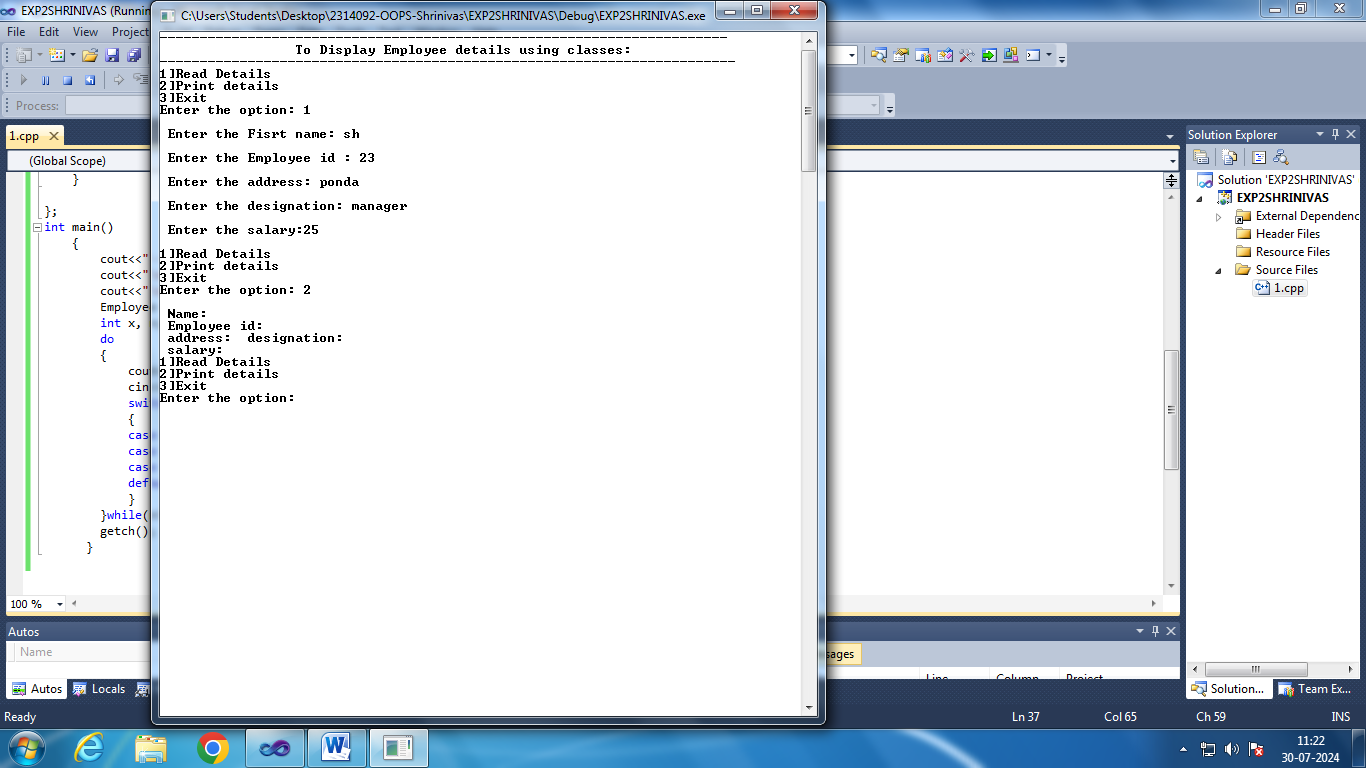 EXP2SHRINIVAS (Runnin
C:\Users\Students\Desktop\2314092-OOPS-Shrinivas\EXP2SHRINIVAS\Debug\EXP2SHRINIVAS.exe
File Edit View Project
Process:
1.cpp
(Global Scope)
}
};
int main()
{
cout<<"
cout<<"
cout<<"
Employe
int x,
do
{
cou
cin
swi
{
cas
cas
cas
def
}
}while(
getch()
}
100 %
To Display Employee details using classes:
1]Read Details
2]Print details
3]Exit
Enter the option: 1
Enter the Fisrt name: sh
Enter the Employee id : 23
Enter the address: ponda
Enter the designation: manager
Enter the salary:25
1]Read Details
2]Print details
3]Exit
Enter the option: 2
Name:
Employee id:
address: designation:
salary:
1]Read Details
2]Print details
3]Exit
Enter the option:
Solution Explorer
Solution 'EXP2SHRINIVAS'
EXP2SHRINIVAS
External Dependenc
Header Files
Resource Files
Source Files
1.cpp
Autos
Name
Autos Locals
sages
Line Column Project
Solution... Team Ex...
Ready Ln 37 Col 65 Ch 59 INS
11:22
30-07-2024